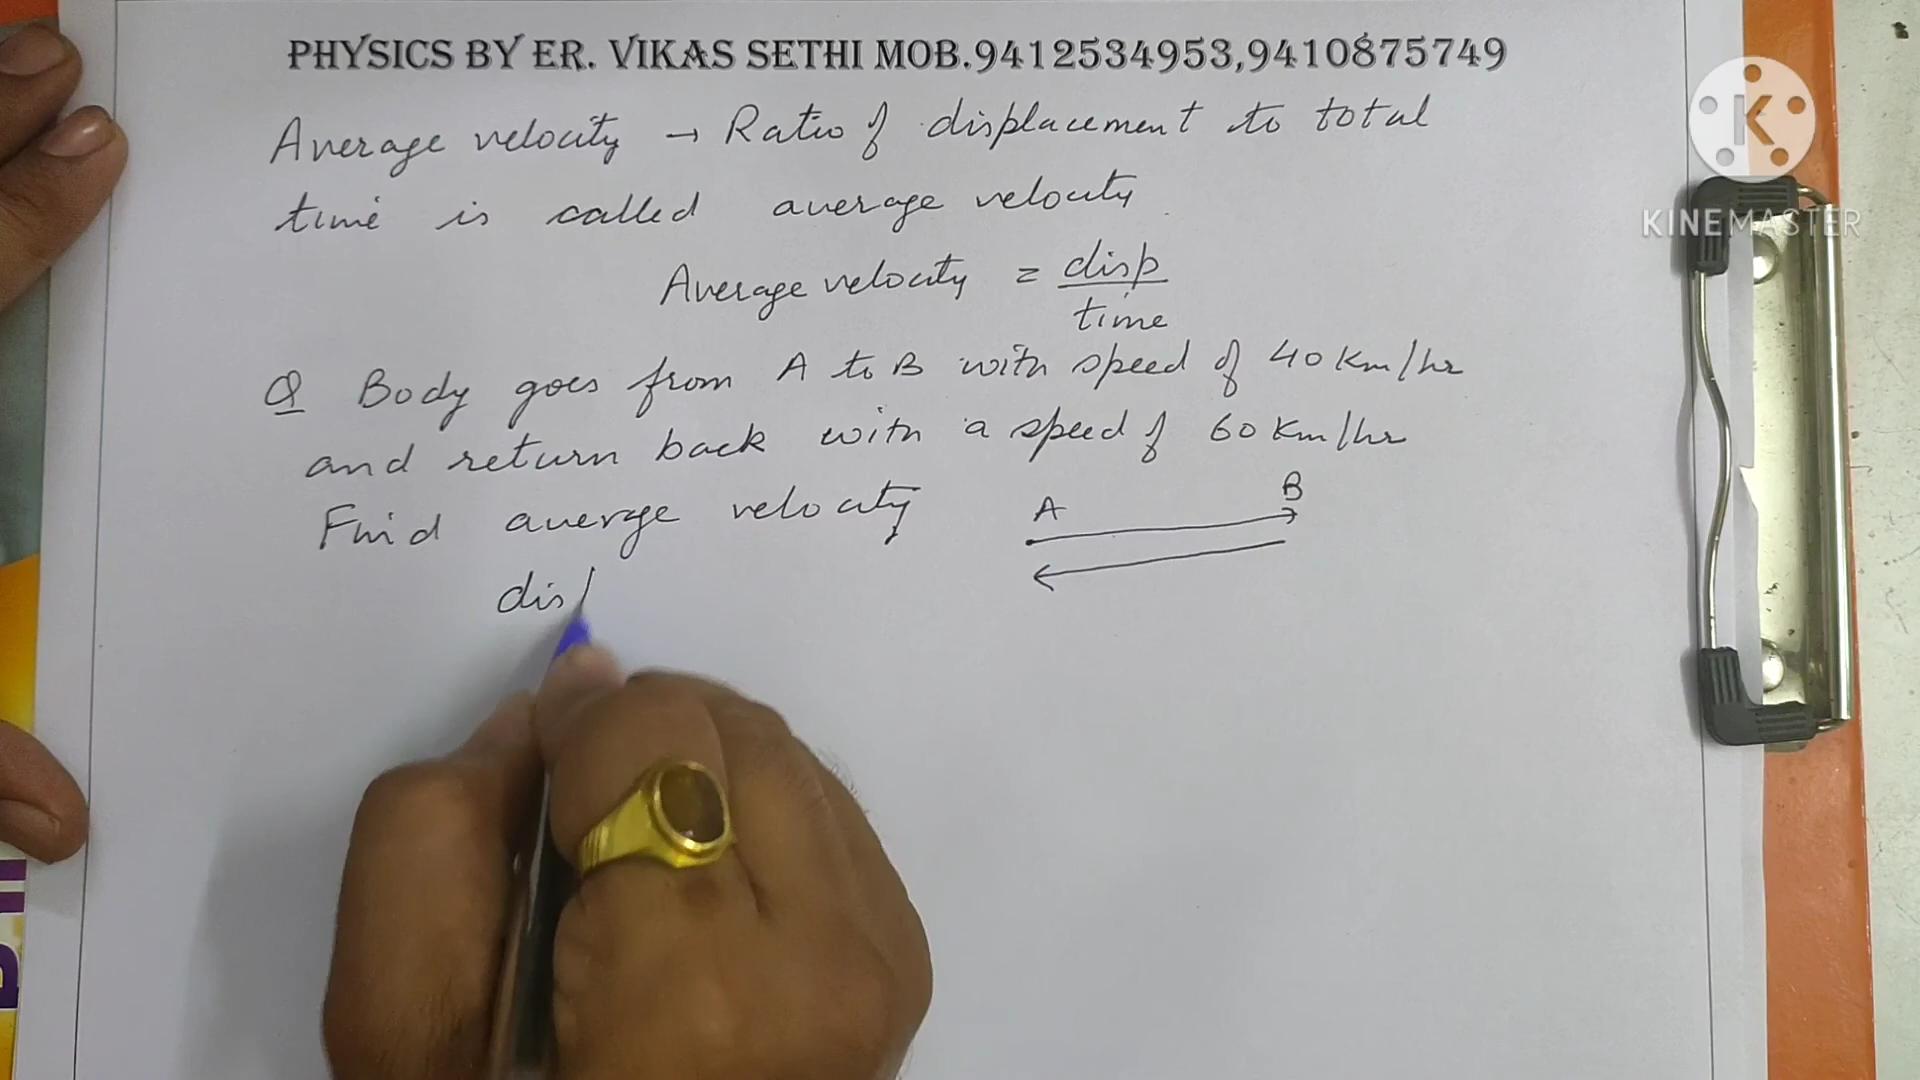 PHYSICS BY ER. VIKAS SETHI MOB.9412534953,9410875749
Average velocity → Ratio of displacement to total
time is called average velocity
Average velocity = disp
time
Q Body goes from A to B with speed of 40 Km/hr
and return back with a speed of 60 Km/hr
Find average velocity
A
B
dis
K
KINEMASTER